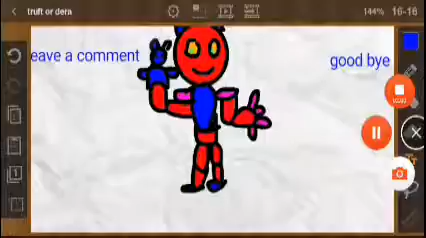 truft or dera
144% 16-16
eave a comment
good bye